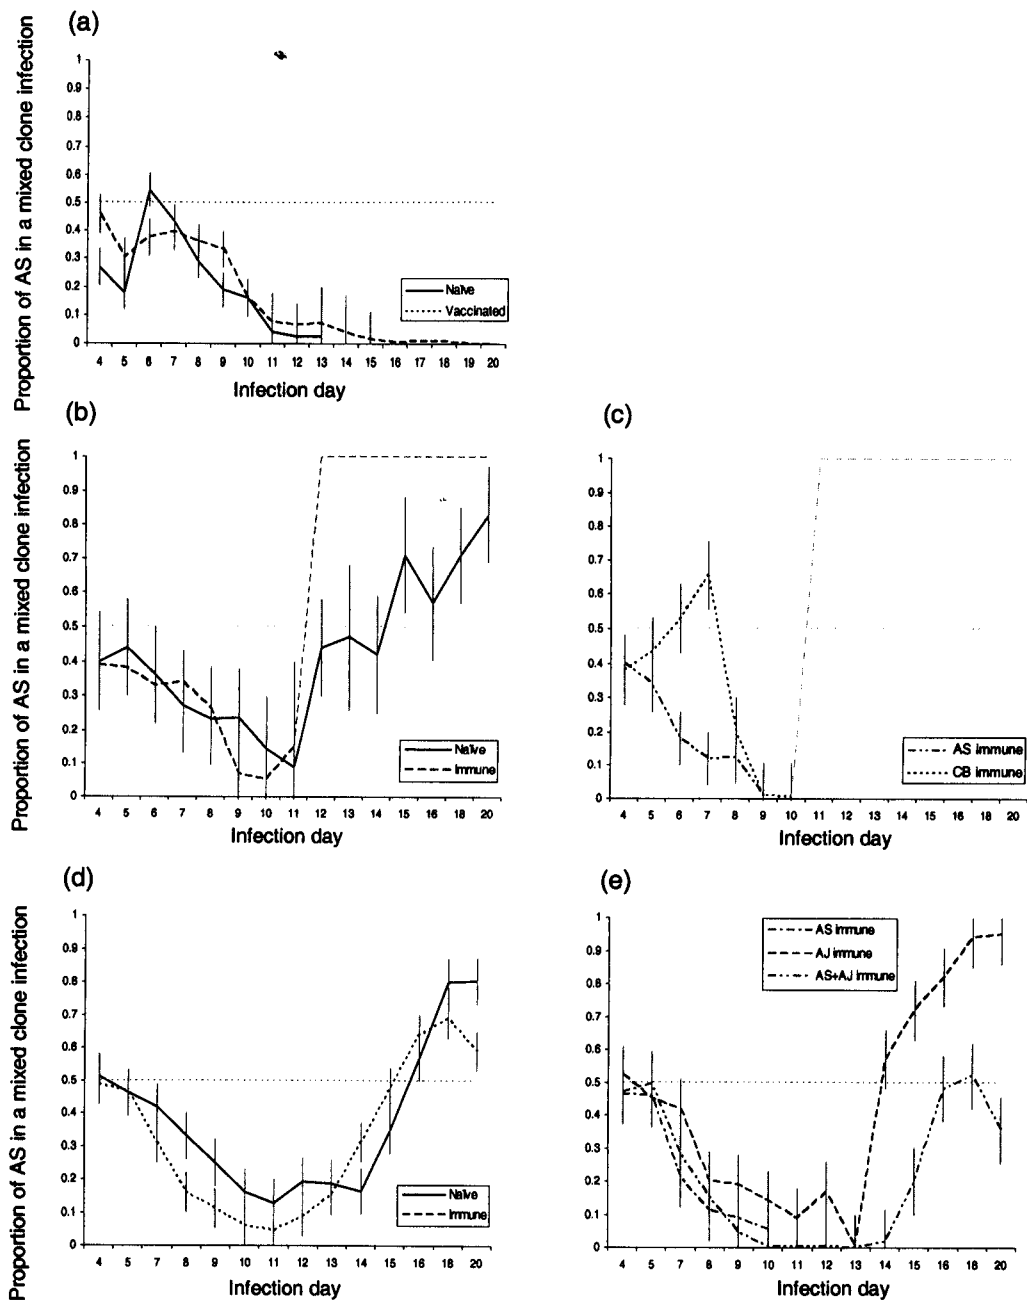 (a)
Proportion of AS in a mixed clone infection
1
0.9
0.8
0.7
0.6
0.5
0.4
0.3
0.2
0.1
0
Naïve
Vaccinated
4 5 6 7 8 9 10 11 12 13 14 15 16 17 18 19 20
Infection day
(b)
Proportion of AS in a mixed clone infection
1
0.9
0.8
0.7
0.6
0.5
0.4
0.3
0.2
0.1
0
Naïve
Immune
4 5 6 7 8 9 10 11 12 13 14 15 16 18 20
Infection day
(c)
1
0.9
0.8
0.7
0.6
0.5
0.4
0.3
0.2
0.1
0
AS immune
CB immune
4 5 6 7 8 9 10 11 12 13 14 14 15 18 20
Infection day
(d)
Proportion of AS in a mixed clone infection
1
0.9
0.8
0.7
0.6
0.5
0.4
0.3
0.2
0.1
0
Naïve
Immune
4 5 7 8 9 10 11 12 13 14 15 16 18 20
Infection day
(e)
1
0.9
0.8
0.7
0.6
0.5
0.4
0.3
0.2
0.1
0
AS immune
AJ immune
AS+AJ immune
4 5 7 8 9 10 11 12 13 14 15 16 18 20
Infection day